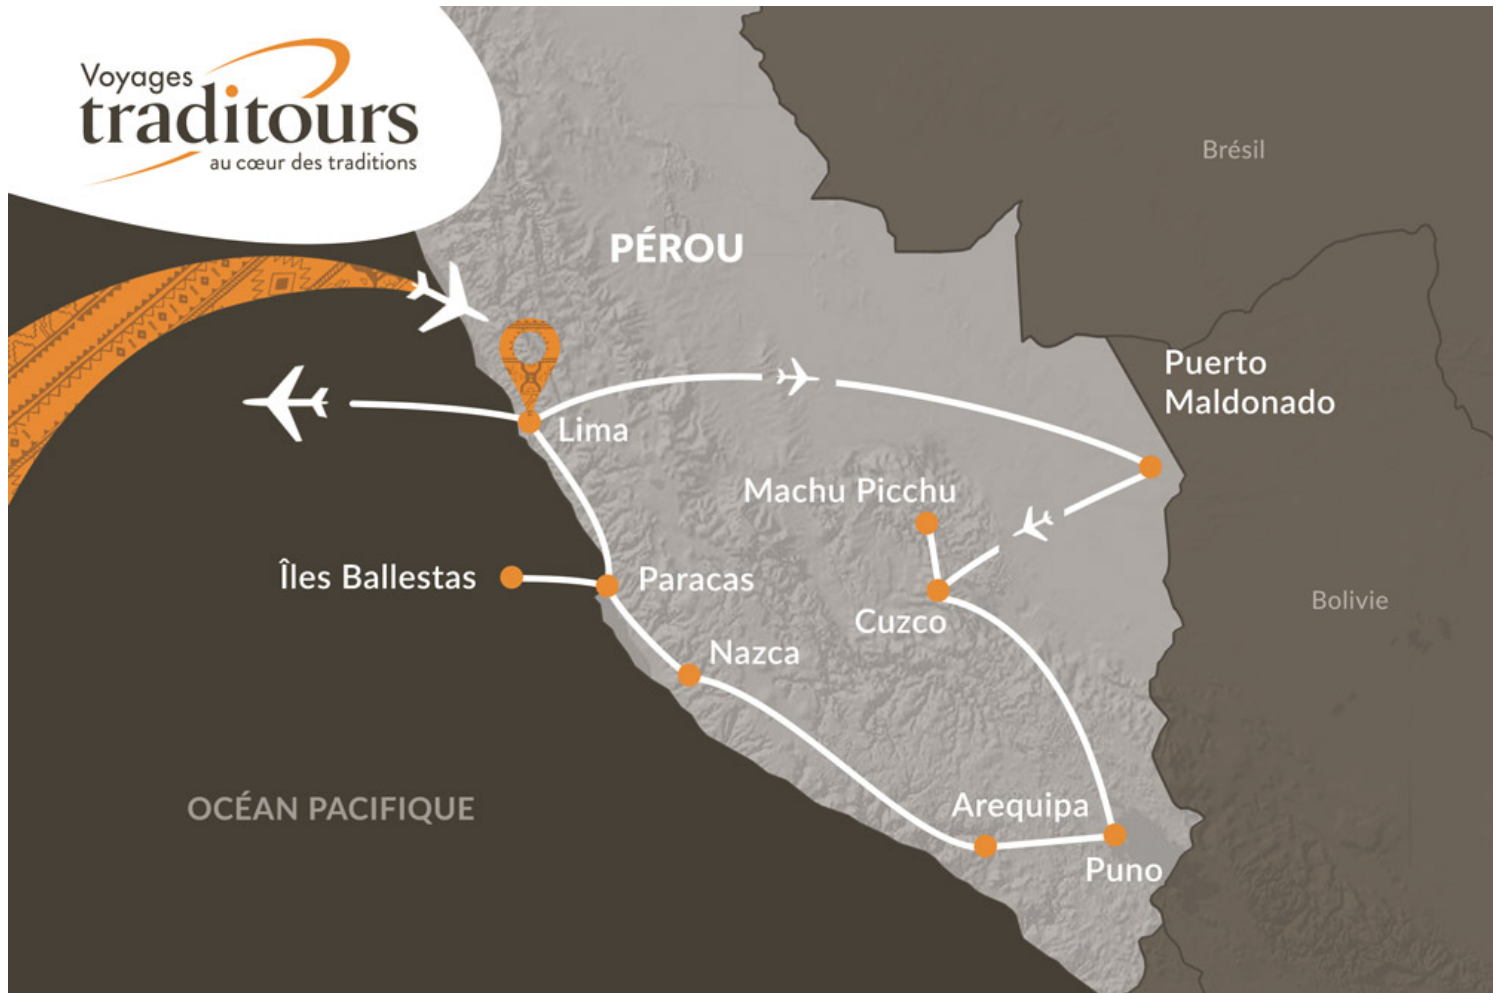 Voyages
traditours
au cœur des traditions
Brésil
PÉROU
Puerto
Maldonado
Lima
Machu Picchu
Îles Ballestas
Paracas
Cuzco
Bolivie
Nazca
OCÉAN PACIFIQUE
Arequipa
Puno